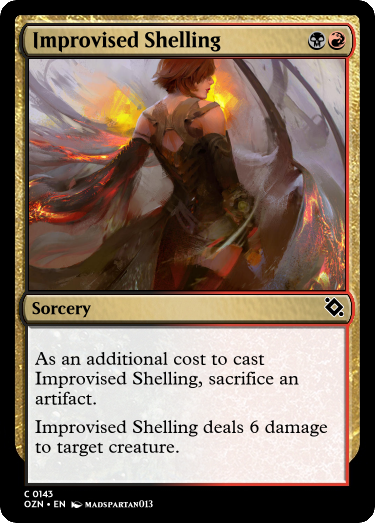 Improvised Shelling
Sorcery
As an additional cost to cast
Improvised Shelling, sacrifice an
artifact.
Improvised Shelling deals 6 damage
to target creature.
C 0143
OZN • EN MADSPARTAN013